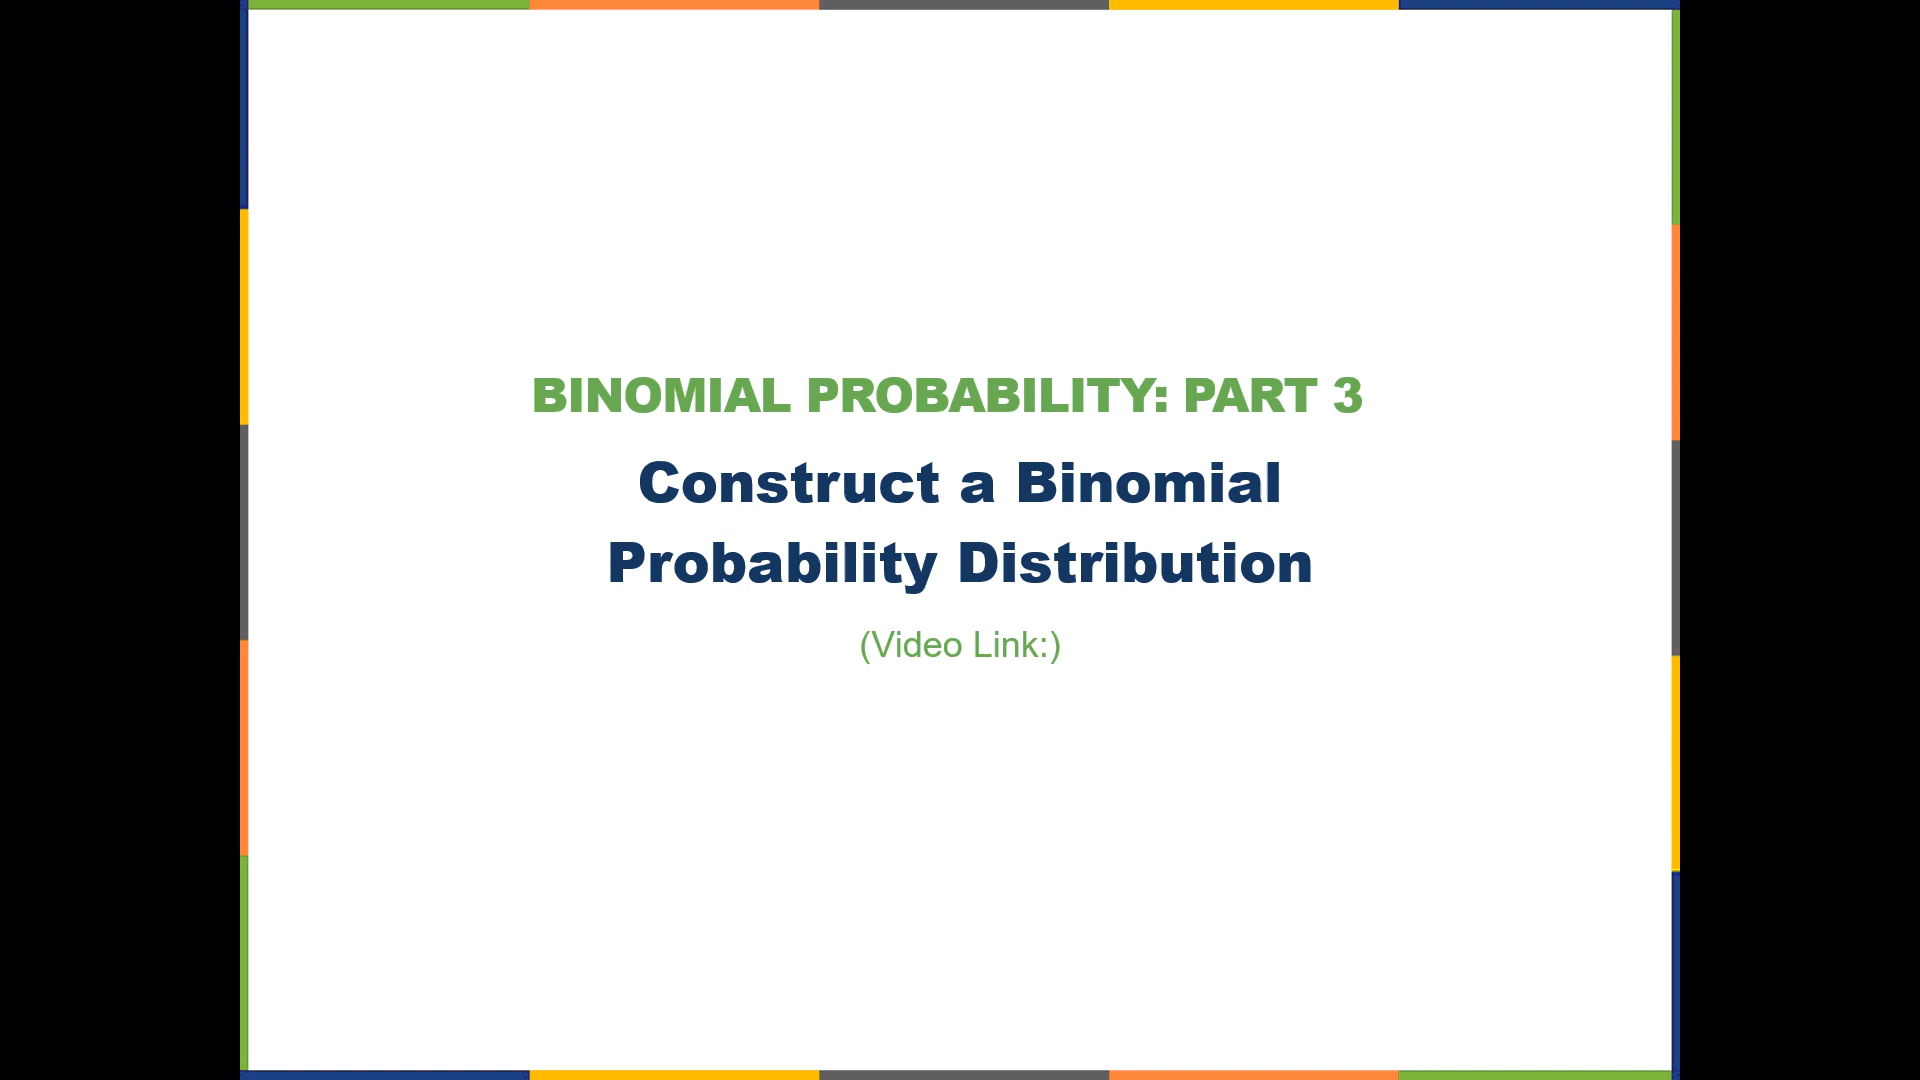 BINOMIAL PROBABILITY: PART 3
Construct a Binomial
Probability Distribution
(Video Link:)